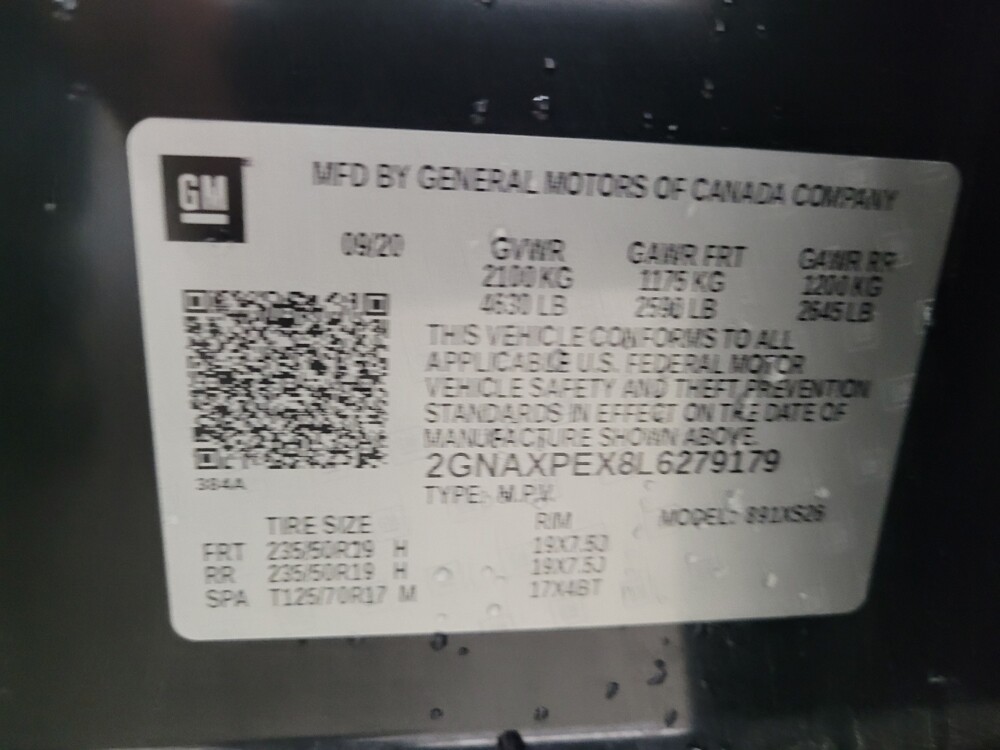 GM
MFD BY GENERAL MOTORS OF CANADA COMPANY
09/20 GVWR GAWR FRT GAWR RR
2100 KG 1175 KG 1200 KG
4630 LB 2590 LB 2645 LB
THIS VEHICLE CONFORMS TO ALL
APPLICABLE U.S. FEDERAL MOTOR
VEHICLE SAFETY AND THEFT PREVENTION
STANDARDS IN EFFECT ON THE DATE OF
MANUFACTURE SHOWN ABOVE.
2GNAXPEX8L6279179
384A
TYPE: M.P.V. MODEL: 891XS26
TIRE SIZE RIM
FRT 235/50R19 H 19X7.5J
RR 235/50R19 H 19X7.5J
SPA T125/70R17 M 17X4BT